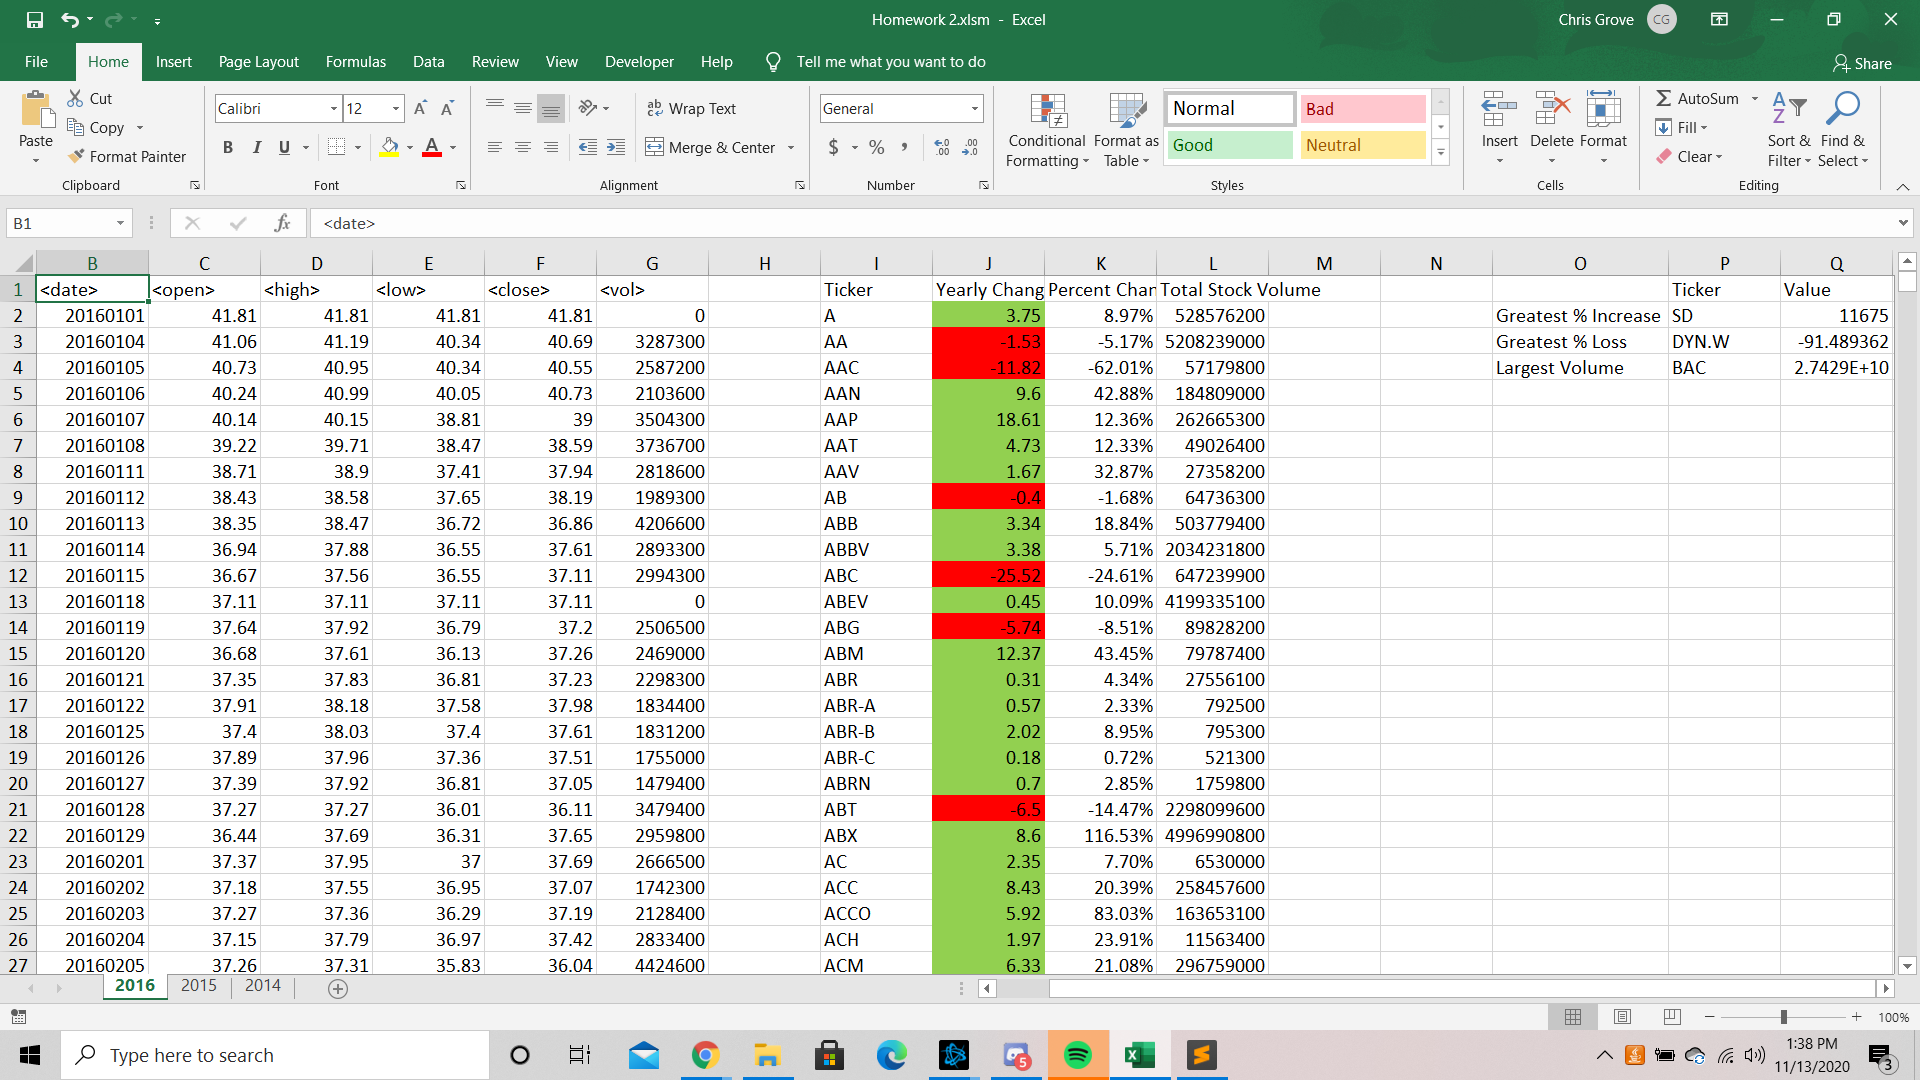 Homework 2.xlsm - Excel
Chris Grove CG
File Home Insert Page Layout Formulas Data Review View Developer Help Tell me what you want to do Share
Paste Cut Copy Format Painter Clipboard
Calibri 12 A A B I U A Font
ab Wrap Text Merge & Center Alignment
General $ % , Number
Conditional Formatting Format as Table Normal Bad Good Neutral Styles
Insert Delete Format Cells
AutoSum Fill Clear Sort & Filter Find & Select Editing
B1 fx <date>
B C D E F G H I J K L M N O P Q
1 <date> <open> <high> <low> <close> <vol> Ticker Yearly Chang Percent Chan Total Stock Volume Ticker Value
2 20160101 41.81 41.81 41.81 41.81 0 A 3.75 8.97% 528576200 Greatest % Increase SD 11675
3 20160104 41.06 41.19 40.34 40.69 3287300 AA -1.53 -5.17% 5208239000 Greatest % Loss DYN.W -91.489362
4 20160105 40.73 40.95 40.34 40.55 2587200 AAC -11.82 -62.01% 57179800 Largest Volume BAC 2.7429E+10
5 20160106 40.24 40.99 40.05 40.73 2103600 AAN 9.6 42.88% 184809000
6 20160107 40.14 40.15 38.81 39 3504300 AAP 18.61 12.36% 262665300
7 20160108 39.22 39.71 38.47 38.59 3736700 AAT 4.73 12.33% 49026400
8 20160111 38.71 38.9 37.41 37.94 2818600 AAV 1.67 32.87% 27358200
9 20160112 38.43 38.58 37.65 38.19 1989300 AB -0.4 -1.68% 64736300
10 20160113 38.35 38.47 36.72 36.86 4206600 ABB 3.34 18.84% 503779400
11 20160114 36.94 37.88 36.55 37.61 2893300 ABBV 3.38 5.71% 2034231800
12 20160115 36.67 37.56 36.55 37.11 2994300 ABC -25.52 -24.61% 647239900
13 20160118 37.11 37.11 37.11 37.11 0 ABEV 0.45 10.09% 4199335100
14 20160119 37.64 37.92 36.79 37.2 2506500 ABG -5.74 -8.51% 89828200
15 20160120 36.68 37.61 36.13 37.26 2469000 ABM 12.37 43.45% 79787400
16 20160121 37.35 37.83 36.81 37.23 2298300 ABR 0.31 4.34% 27556100
17 20160122 37.91 38.18 37.58 37.98 1834400 ABR-A 0.57 2.33% 792500
18 20160125 37.4 38.03 37.4 37.61 1831200 ABR-B 2.02 8.95% 795300
19 20160126 37.89 37.96 37.36 37.51 1755000 ABR-C 0.18 0.72% 521300
20 20160127 37.39 37.92 36.81 37.05 1479400 ABRN 0.7 2.85% 1759800
21 20160128 37.27 37.27 36.01 36.11 3479400 ABT -6.5 -14.47% 2298099600
22 20160129 36.44 37.69 36.31 37.65 2959800 ABX 8.6 116.53% 4996990800
23 20160201 37.37 37.95 37 37.69 2666500 AC 2.35 7.70% 6530000
24 20160202 37.18 37.55 36.95 37.07 1742300 ACC 8.43 20.39% 258457600
25 20160203 37.27 37.36 36.29 37.19 2128400 ACCO 5.92 83.03% 163653100
26 20160204 37.15 37.79 36.97 37.42 2833400 ACH 1.97 23.91% 11563400
27 20160205 37.26 37.31 35.83 36.04 4424600 ACM 6.33 21.08% 296759000
2016 2015 2014
100%
Type here to search 5 1:38 PM
11/13/2020 3